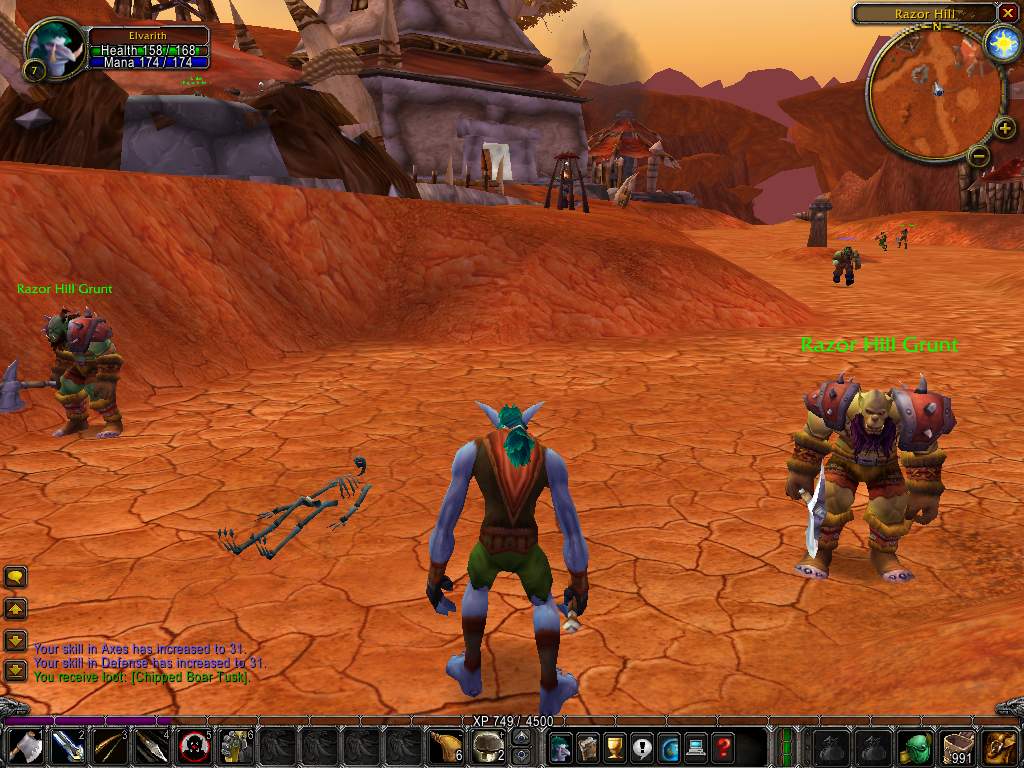 Elvarith
Health 158 / 168
Mana 174 / 174
7
Razor Hill
N
Razor Hill Grunt
Razor Hill Grunt
Your skill in Axes has increased to 31.
Your skill in Defense has increased to 31.
You receive loot: [Chipped Boar Tusk].
XP 749 / 4500
2
3
4
5
6
6
2
991